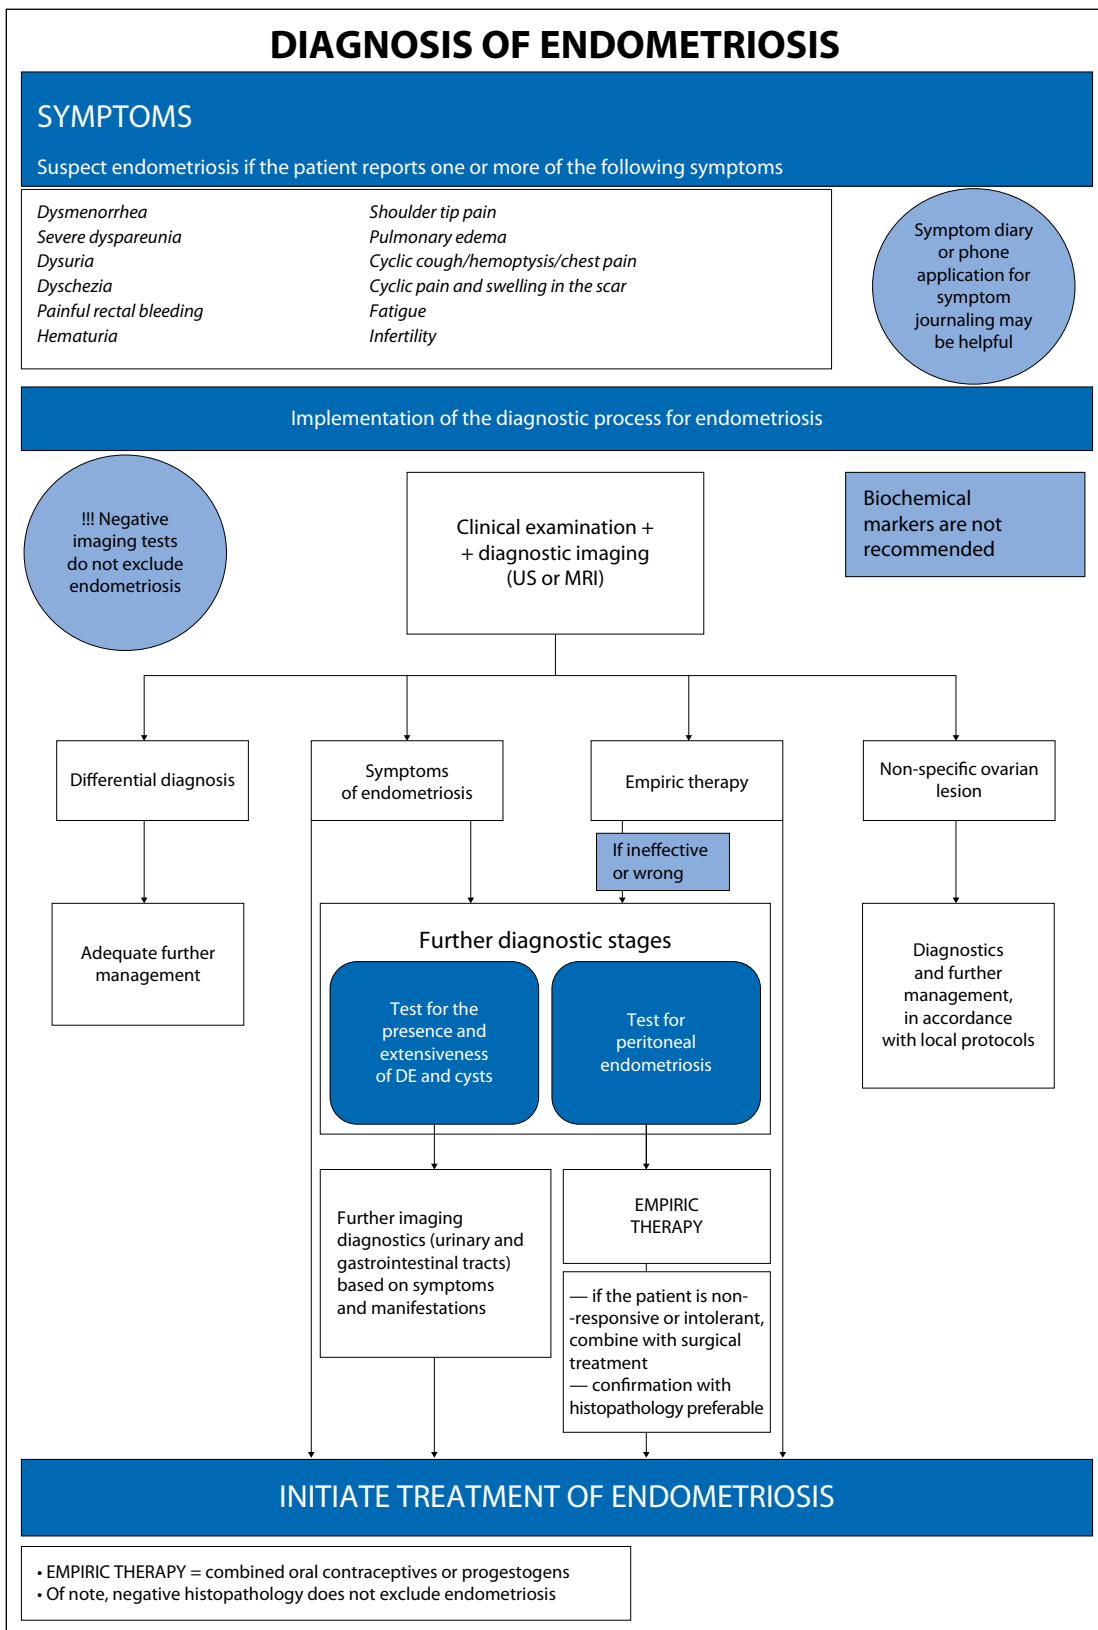 DIAGNOSIS OF ENDOMETRIOSIS
SYMPTOMS
Suspect endometriosis if the patient reports one or more of the following symptoms
Dysmenorrhea
Severe dyspareunia
Dysuria
Dyschezia
Painful rectal bleeding
Hematuria
Shoulder tip pain
Pulmonary edema
Cyclic cough/hemoptysis/chest pain
Cyclic pain and swelling in the scar
Fatigue
Infertility
Symptom diary
or phone
application for
symptom
journaling may
be helpful
Implementation of the diagnostic process for endometriosis
!!! Negative
imaging tests
do not exclude
endometriosis
Clinical examination +
+ diagnostic imaging
(US or MRI)
Biochemical
markers are not
recommended
Differential diagnosis
Symptoms
of endometriosis
Empiric therapy
Non-specific ovarian
lesion
If ineffective
or wrong
Adequate further
management
Further diagnostic stages
Test for the
presence and
extensiveness
of DE and cysts
Test for
peritoneal
endometriosis
Diagnostics
and further
management,
in accordance
with local protocols
Further imaging
diagnostics (urinary and
gastrointestinal tracts)
based on symptoms
and manifestations
EMPIRIC
THERAPY
— if the patient is non-
-responsive or intolerant,
combine with surgical
treatment
— confirmation with
histopathology preferable
INITIATE TREATMENT OF ENDOMETRIOSIS
• EMPIRIC THERAPY = combined oral contraceptives or progestogens
• Of note, negative histopathology does not exclude endometriosis